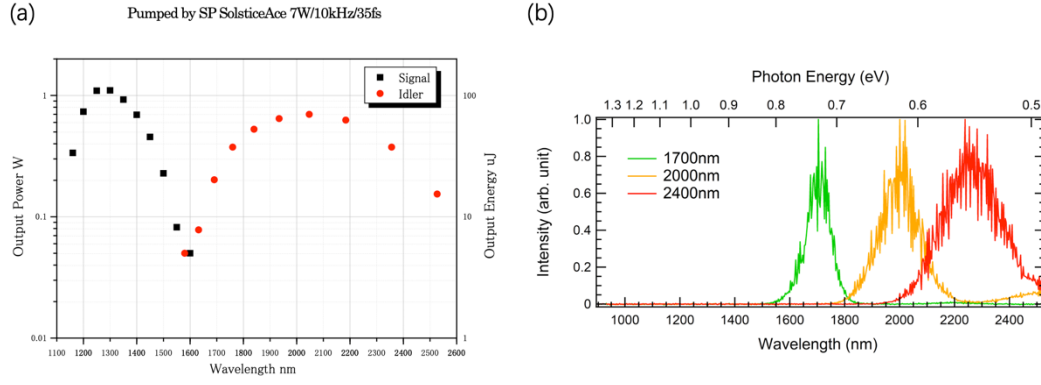 (a)
Pumped by SP SolsticeAce 7W/10kHz/35fs
Signal
Idler
Output Power W
1
0.1
0.01
Output Energy uJ
100
10
1
1100 1200 1300 1400 1500 1600 1700 1800 1900 2000 2100 2200 2300 2400 2500 2600
Wavelength nm
(b)
Photon Energy (eV)
1.3 1.2 1.1 1.0 0.9 0.8 0.7 0.6 0.5
1700nm
2000nm
2400nm
Intensity (arb. unit)
1.0
0.8
0.6
0.4
0.2
0
1000 1200 1400 1600 1800 2000 2200 2400
Wavelength (nm)